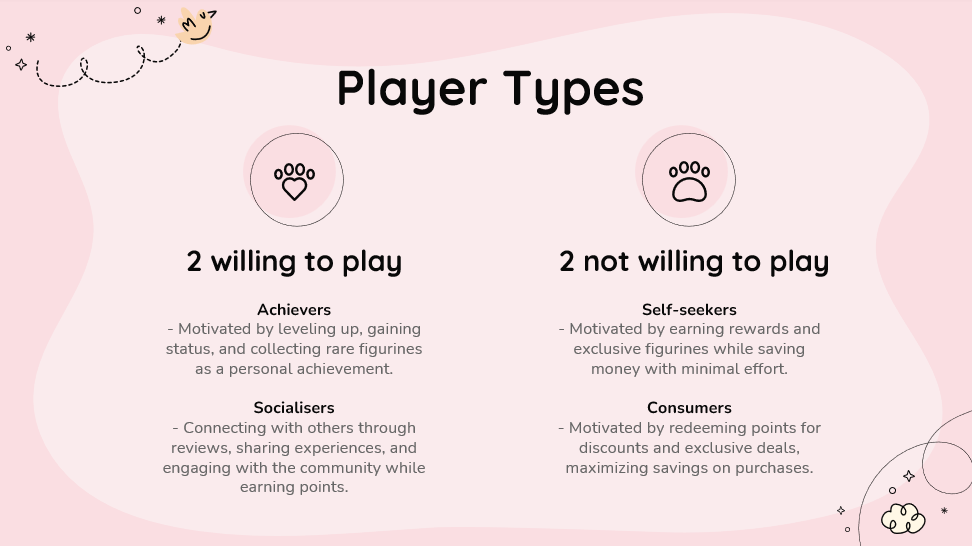 Player Types
2 willing to play
Achievers
- Motivated by leveling up, gaining
status, and collecting rare figurines
as a personal achievement.
Socialisers
- Connecting with others through
reviews, sharing experiences, and
engaging with the community while
earning points.
2 not willing to play
Self-seekers
- Motivated by earning rewards and
exclusive figurines while saving
money with minimal effort.
Consumers
- Motivated by redeeming points for
discounts and exclusive deals,
maximizing savings on purchases.